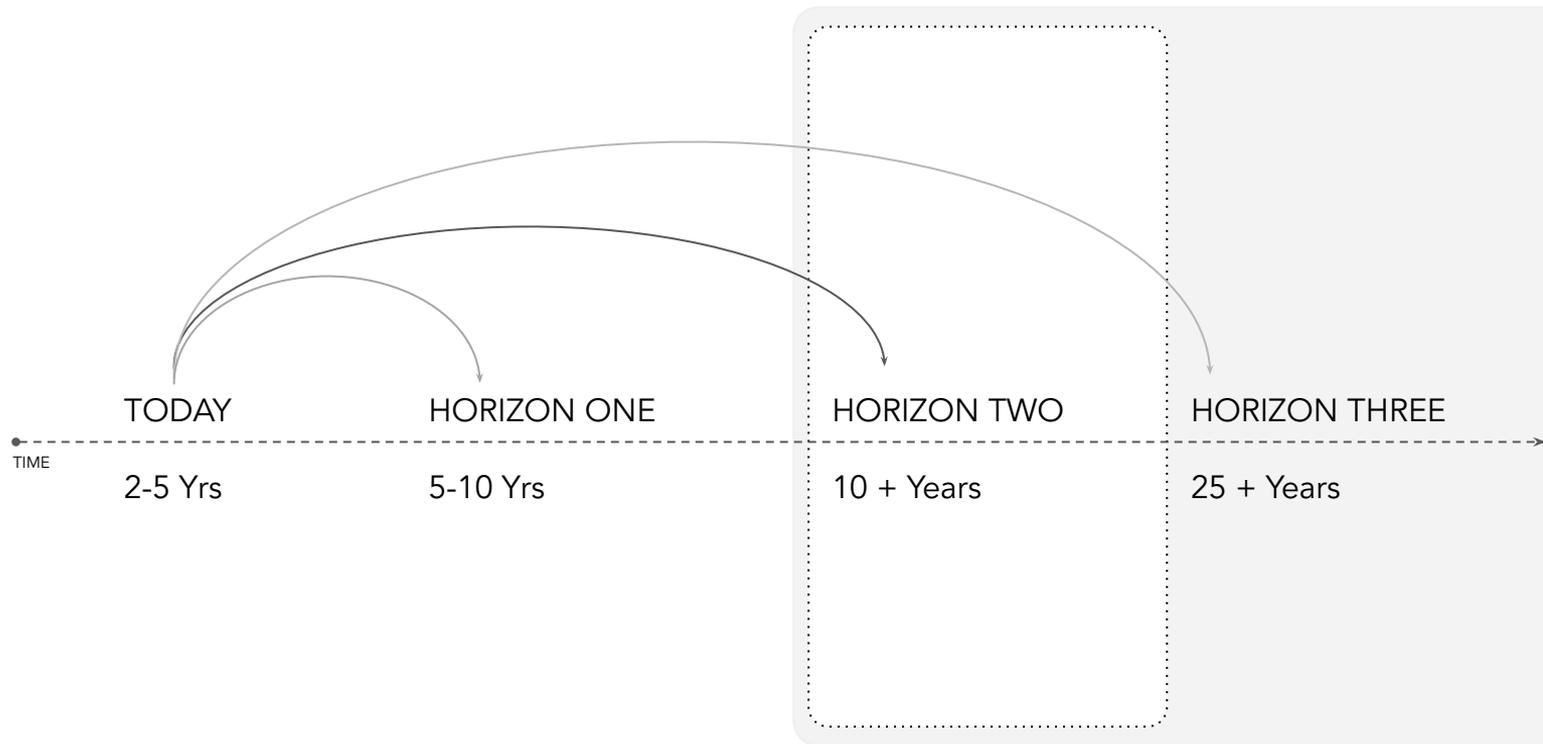 TODAY
HORIZON ONE
HORIZON TWO
HORIZON THREE
TIME
2-5 Yrs
5-10 Yrs
10 + Years
25 + Years